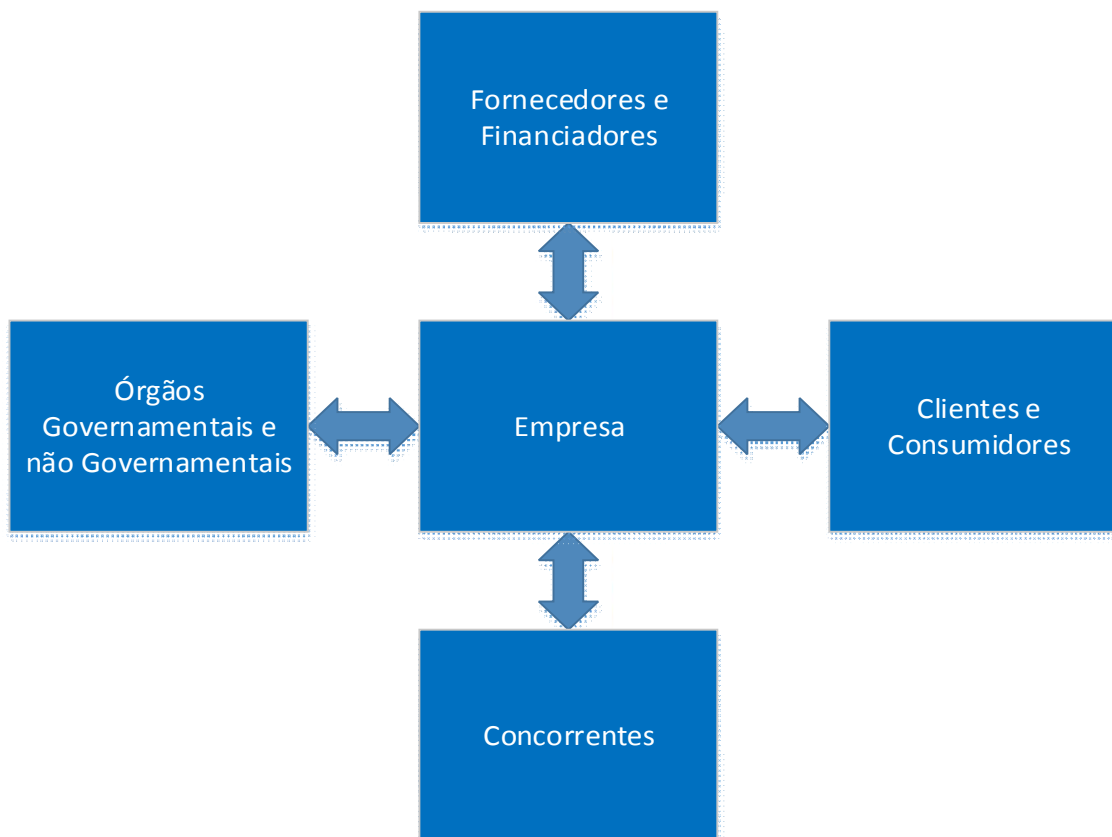 Fornecedores e
Financiadores
Órgãos
Governamentais e
não Governamentais
Empresa
Clientes e
Consumidores
Concorrentes